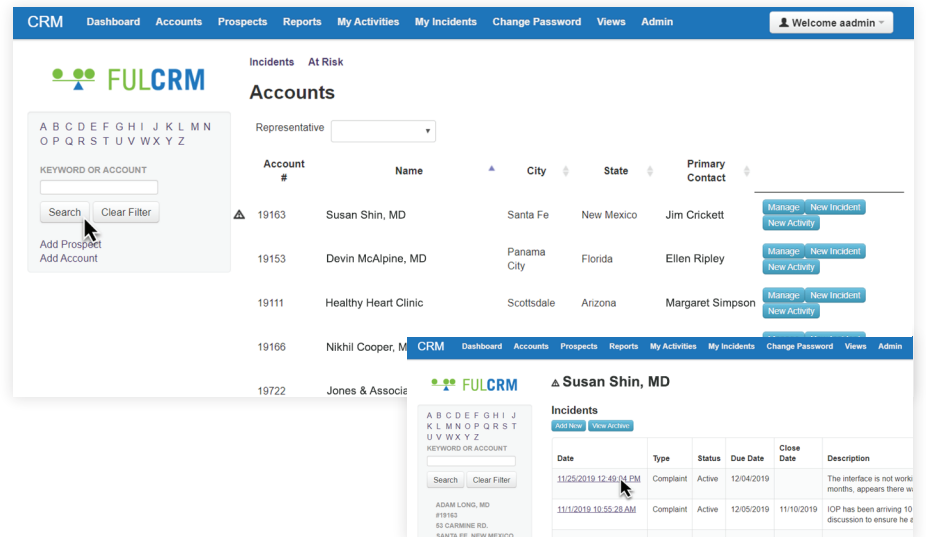 CRM Dashboard Accounts Prospects Reports My Activities My Incidents Change Password Views Admin Welcome aadmin
FULCRM
Incidents At Risk
Accounts
A B C D E F G H I J K L M N
O P Q R S T U V W X Y Z
KEYWORD OR ACCOUNT
Search Clear Filter
Add Prospect
Add Account
Representative
Account # Name City State Primary Contact
19163 Susan Shin, MD Santa Fe New Mexico Jim Crickett Manage New Incident
New Activity
19153 Devin McAlpine, MD Panama City Florida Ellen Ripley Manage New Incident
New Activity
19111 Healthy Heart Clinic Scottsdale Arizona Margaret Simpson Manage New Incident
New Activity
19166 Nikhil Cooper, M
19722 Jones & Associa
CRM Dashboard Accounts Prospects Reports My Activities My Incidents Change Password Views Admin
FULCRM
A B C D E F G H I J
K L M N O P Q R S T
U V W X Y Z
KEYWORD OR ACCOUNT
Search Clear Filter
ADAM LONG, MD
#19163
53 CARMINE RD.
SANTA FE, NEW MEXICO
Susan Shin, MD
Incidents
Add New View Archive
Date Type Status Due Date Close Date Description
11/25/2019 12:49:04 PM Complaint Active 12/04/2019 The interface is not worki
months, appears there w
11/1/2019 10:55:28 AM Complaint Active 12/05/2019 11/10/2019 IOP has been arriving 10
discussion to ensure he a